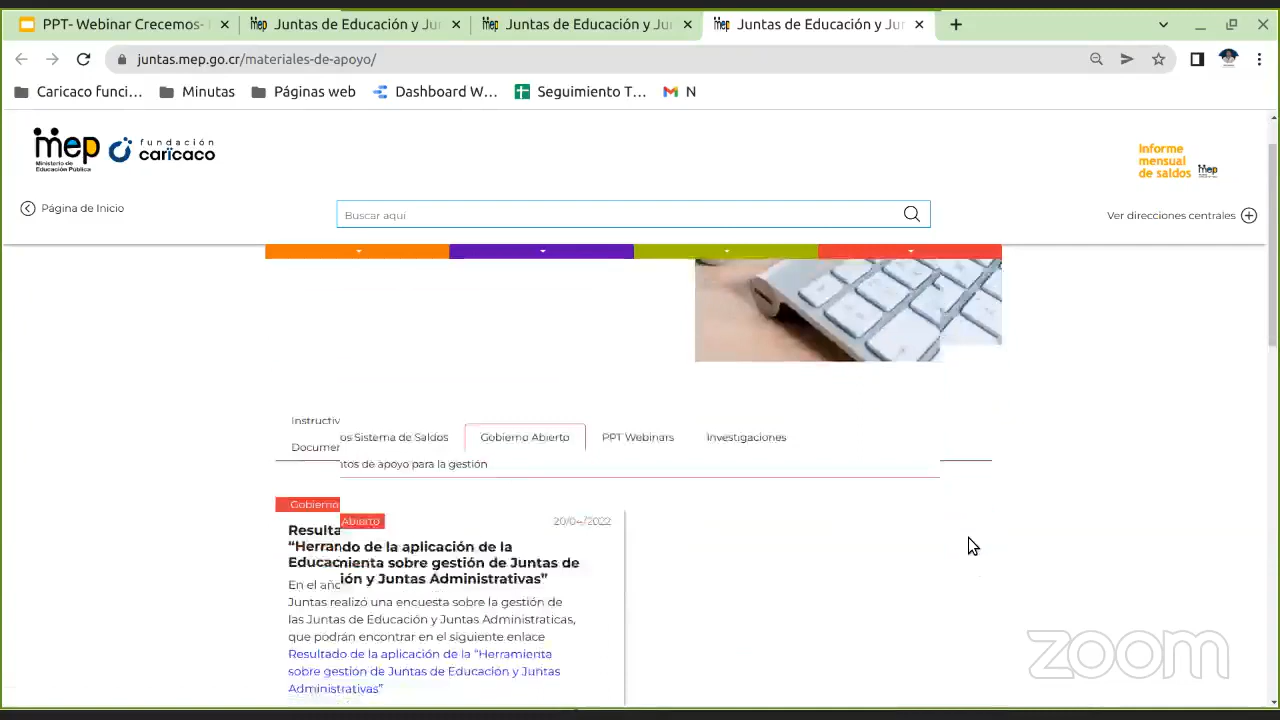 PPT- Webinar Crecemos-
Juntas de Educación y Ju
Juntas de Educación y Ju
Juntas de Educación y Ju
juntas.mep.go.cr/materiales-de-apoyo/
Caricaco funci...
Minutas
Páginas web
Dashboard W...
Seguimiento T...
N
mep
Ministerio de
Educación Pública
fundación
caricaco
Informe
mensual
de saldos
mep
Página de Inicio
Buscar aquí
Ver direcciones centrales
Instructiv
os Sistema de Saldos
Gobierno Abierto
PPT Webinars
Investigaciones
Documen
tos de apoyo para la gestión
Gobierno
Abierto
20/04/2022
Resulta
"Herran
do de la aplicación de la
Educac
mienta sobre gestión de Juntas de
ión y Juntas Administrativas"
En el año
Juntas realizó una encuesta sobre la gestión de
las Juntas de Educación y Juntas Administraticas,
que podrán encontrar en el siguiente enlace
Resultado de la aplicación de la "Herramienta
sobre gestión de Juntas de Educación y Juntas
Administrativas"
zoom